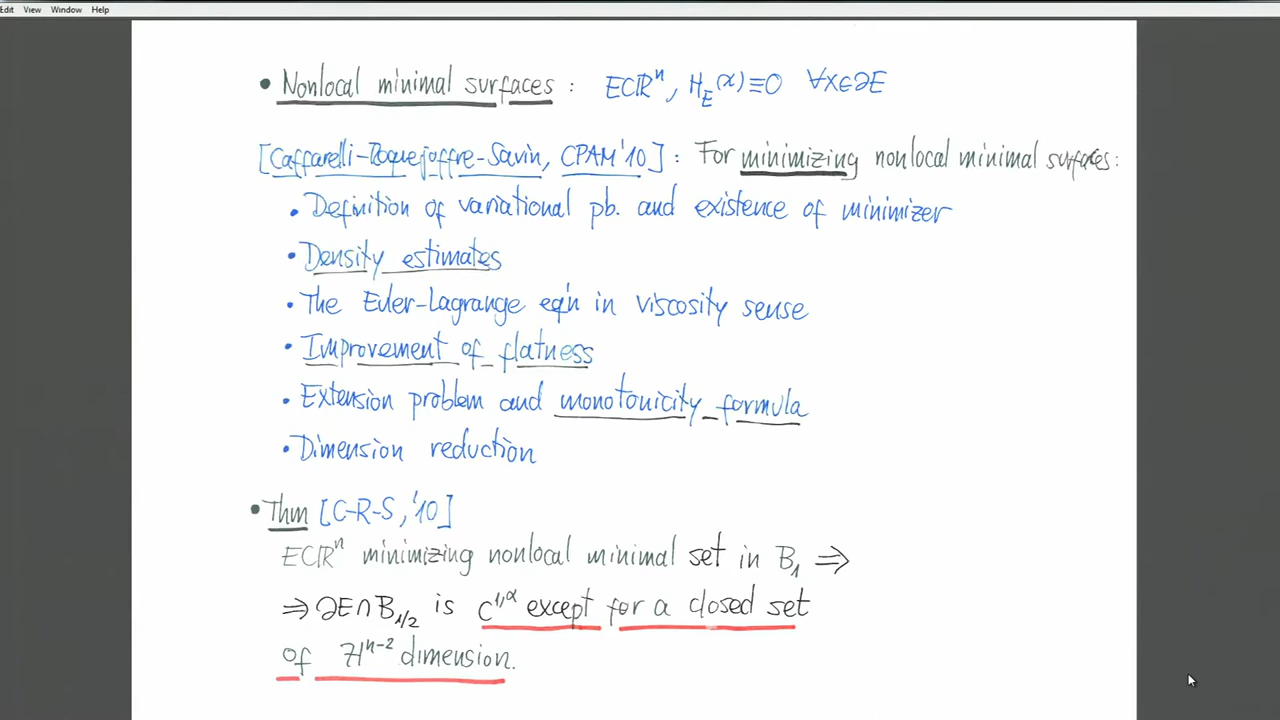 Edit View Window Help
• Nonlocal minimal surfaces : E⊂ℝⁿ, H_E(x)≡0 ∀x∈∂E
[Caffarelli-Roquejoffre-Savin, CPAM'10] : For minimizing nonlocal minimal surfaces:
• Definition of variational pb. and existence of minimizer
• Density estimates
• The Euler-Lagrange eq'n in viscosity sense
• Improvement of flatness
• Extension problem and monotonicity formula
• Dimension reduction
• Thm [C-R-S,'10]
E⊂ℝⁿ minimizing nonlocal minimal set in B₁ ⇒
⇒ ∂E∩B_{1/2} is C^{1,α} except for a closed set
of ℋ^{n-2} dimension.